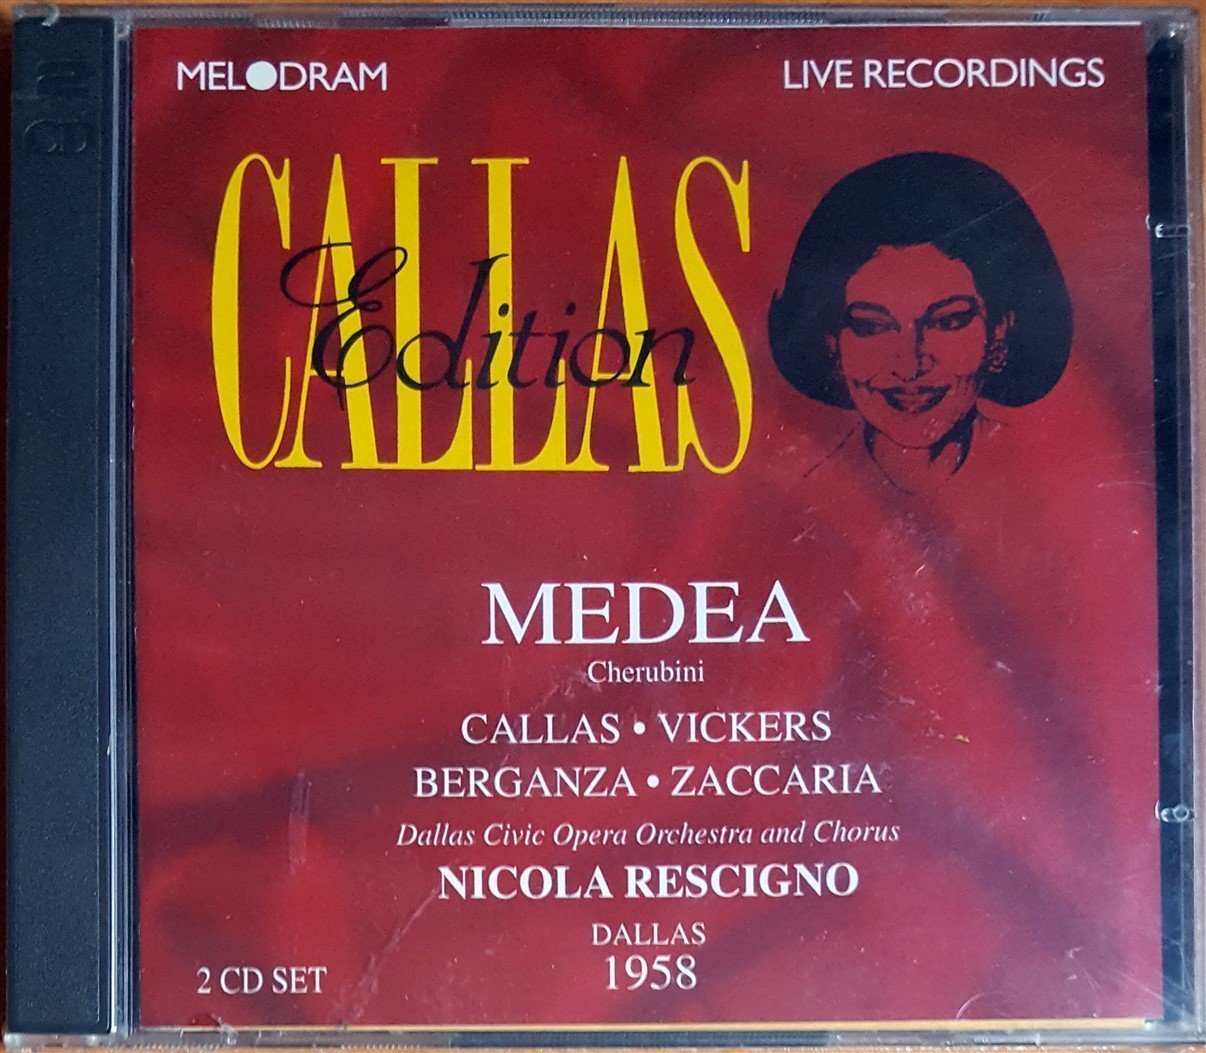 MELODRAM
LIVE RECORDINGS
CALLAS
Edition
MEDEA
Cherubini
CALLAS • VICKERS
BERGANZA • ZACCARIA
Dallas Civic Opera Orchestra and Chorus
NICOLA RESCIGNO
DALLAS
1958
2 CD SET